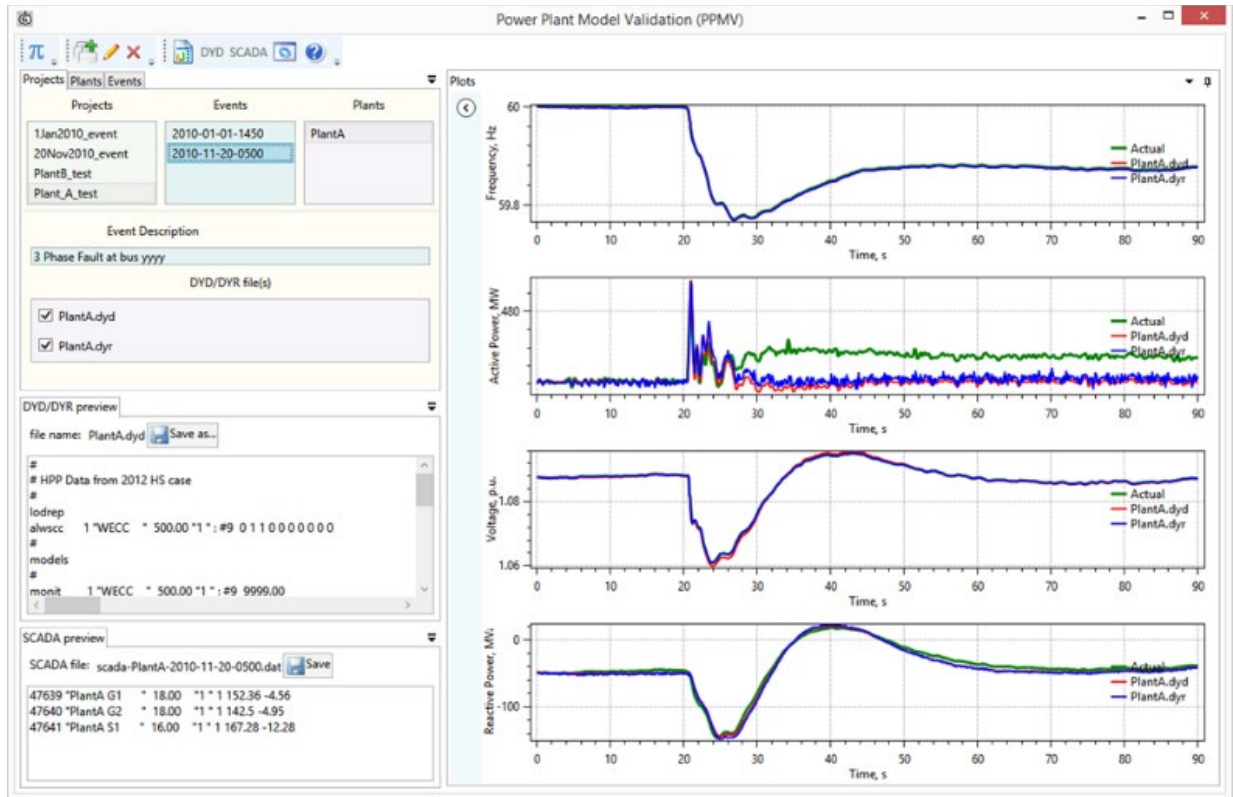 Power Plant Model Validation (PPMV)
π DYD SCADA
Projects Plants Events
Projects Events Plants
1Jan2010_event 2010-01-01-1450 PlantA
20Nov2010_event 2010-11-20-0500
PlantB_test
Plant_A_test
Event Description
3 Phase Fault at bus yyyy
DYD/DYR file(s)
PlantA.dyd
PlantA.dyr
DYD/DYR preview
file name: PlantA.dyd Save as...
#
# HPP Data from 2012 HS case
#
lodrep
alwscc 1 "WECC " 500.00 "1 " : #9 0 1 1 0 0 0 0 0 0 0
#
models
#
monit 1 "WECC " 500.00 "1 " : #9 9999.00
SCADA preview
SCADA file: scada-PlantA-2010-11-20-0500.dat Save
47639 "PlantA G1 " 18.00 "1 " 1 152.36 -4.56
47640 "PlantA G2 " 18.00 "1 " 1 142.5 -4.95
47641 "PlantA S1 " 16.00 "1 " 1 167.28 -12.28
Plots
Frequency, Hz
60
59.8
Actual
PlantA.dyd
PlantA.dyr
0 10 20 30 40 50 60 70 80 90
Time, s
Active Power, MW
480
Actual
PlantA.dyd
PlantA.dyr
0 10 20 30 40 50 60 70 80 90
Time, s
Voltage, p.u.
1.08
1.06
Actual
PlantA.dyd
PlantA.dyr
0 10 20 30 40 50 60 70 80 90
Time, s
Reactive Power, MV
0
-100
Actual
PlantA.dyd
PlantA.dyr
0 10 20 30 40 50 60 70 80 90
Time, s